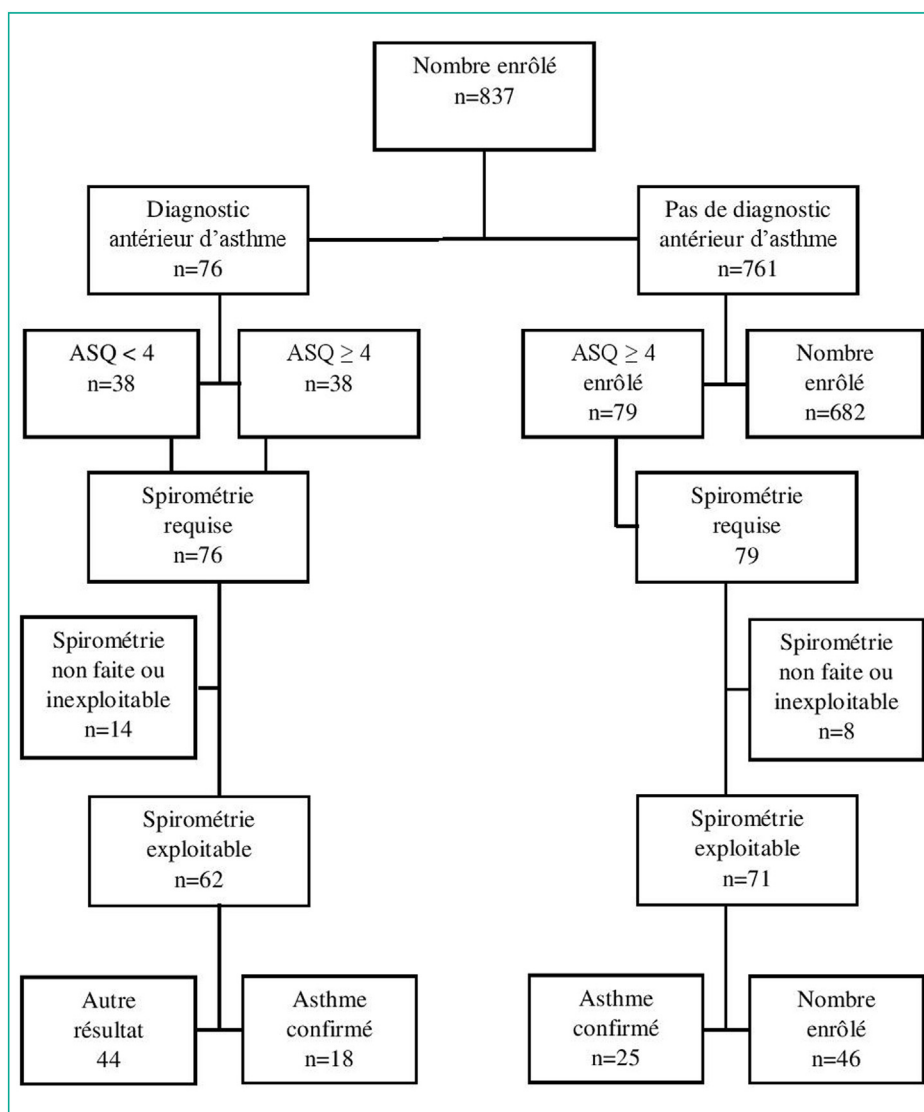 Nombre enrôlé
n=837
Diagnostic
antérieur d'asthme
n=76
Pas de diagnostic
antérieur d'asthme
n=761
ASQ < 4
n=38
ASQ ≥ 4
n=38
ASQ ≥ 4
enrôlé
n=79
Nombre
enrôlé
n=682
Spirométrie
requise
n=76
Spirométrie
requise
79
Spirométrie
non faite ou
inexploitable
n=14
Spirométrie
non faite ou
inexploitable
n=8
Spirométrie
exploitable
n=62
Spirométrie
exploitable
n=71
Autre
résultat
44
Asthme
confirmé
n=18
Asthme
confirmé
n=25
Nombre
enrôlé
n=46